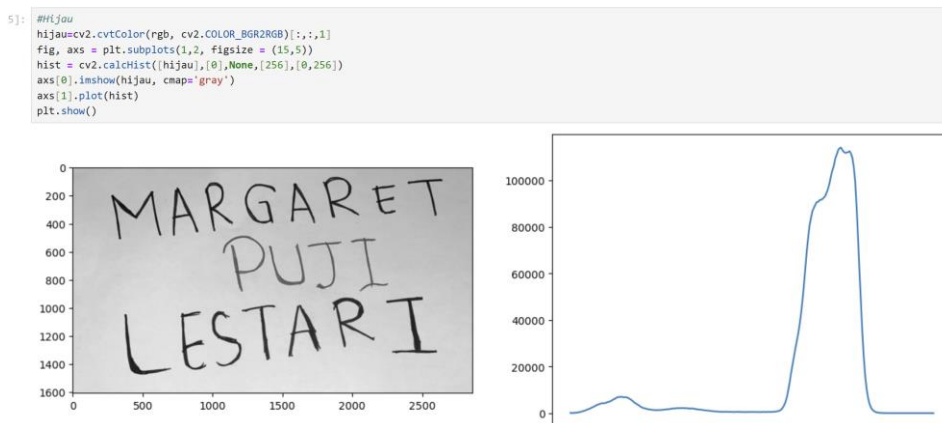 5]:
#Hijau
hijau=cv2.cvtColor(rgb, cv2.COLOR_BGR2RGB)[:,:,1]
fig, axs = plt.subplots(1,2, figsize = (15,5))
hist = cv2.calcHist([hijau],[0],None,[256],[0,256])
axs[0].imshow(hijau, cmap='gray')
axs[1].plot(hist)
plt.show()
0
200
400
600
800
1000
1200
1400
1600
0 500 1000 1500 2000 2500
MARGARET
PUJI
LESTARI
100000
80000
60000
40000
20000
0